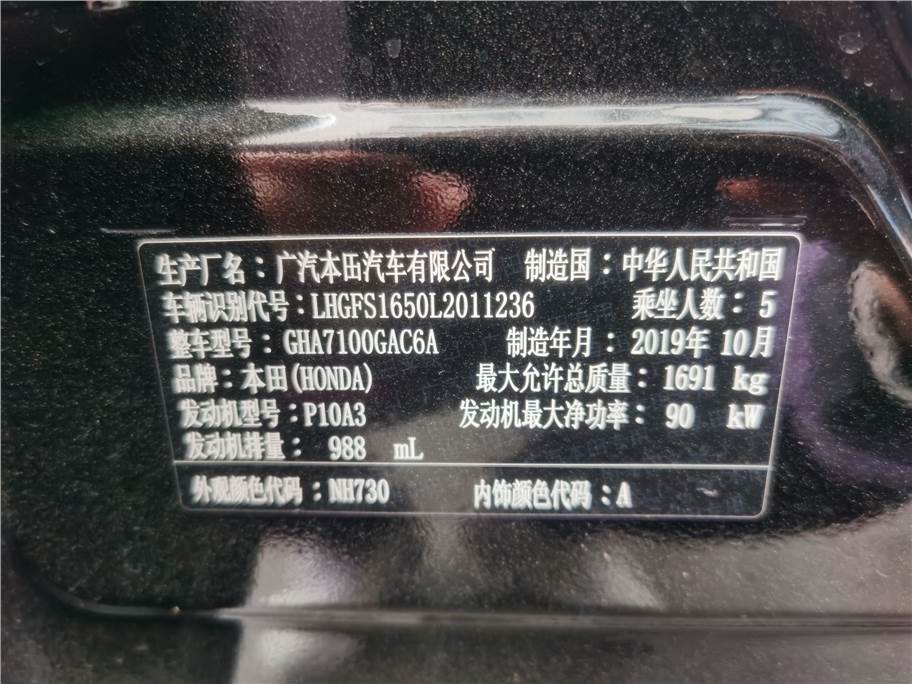 生产厂名：广汽本田汽车有限公司 制造国：中华人民共和国
车辆识别代号：LHGFS1650L2011236 乘坐人数：5
整车型号：GHA7100GAC6A 制造年月：2019年10月
品牌：本田(HONDA) 最大允许总质量：1691 kg
发动机型号：P10A3 发动机最大净功率：90 kW
发动机排量：988 mL
外观颜色代码：NH730 内饰颜色代码：A